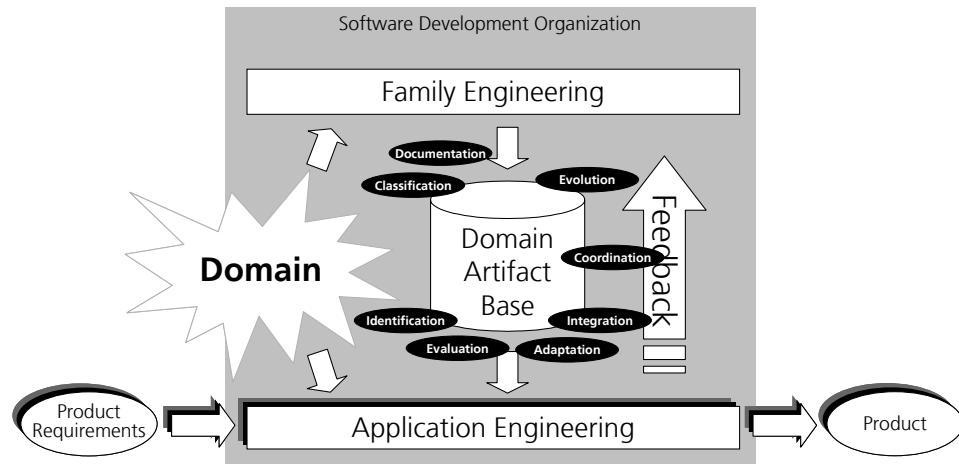 Software Development Organization
Family Engineering
Documentation
Classification
Evolution
Domain
Artifact
Base
Coordination
Feedback
Domain
Identification
Integration
Evaluation
Adaptation
Product
Requirements
Application Engineering
Product